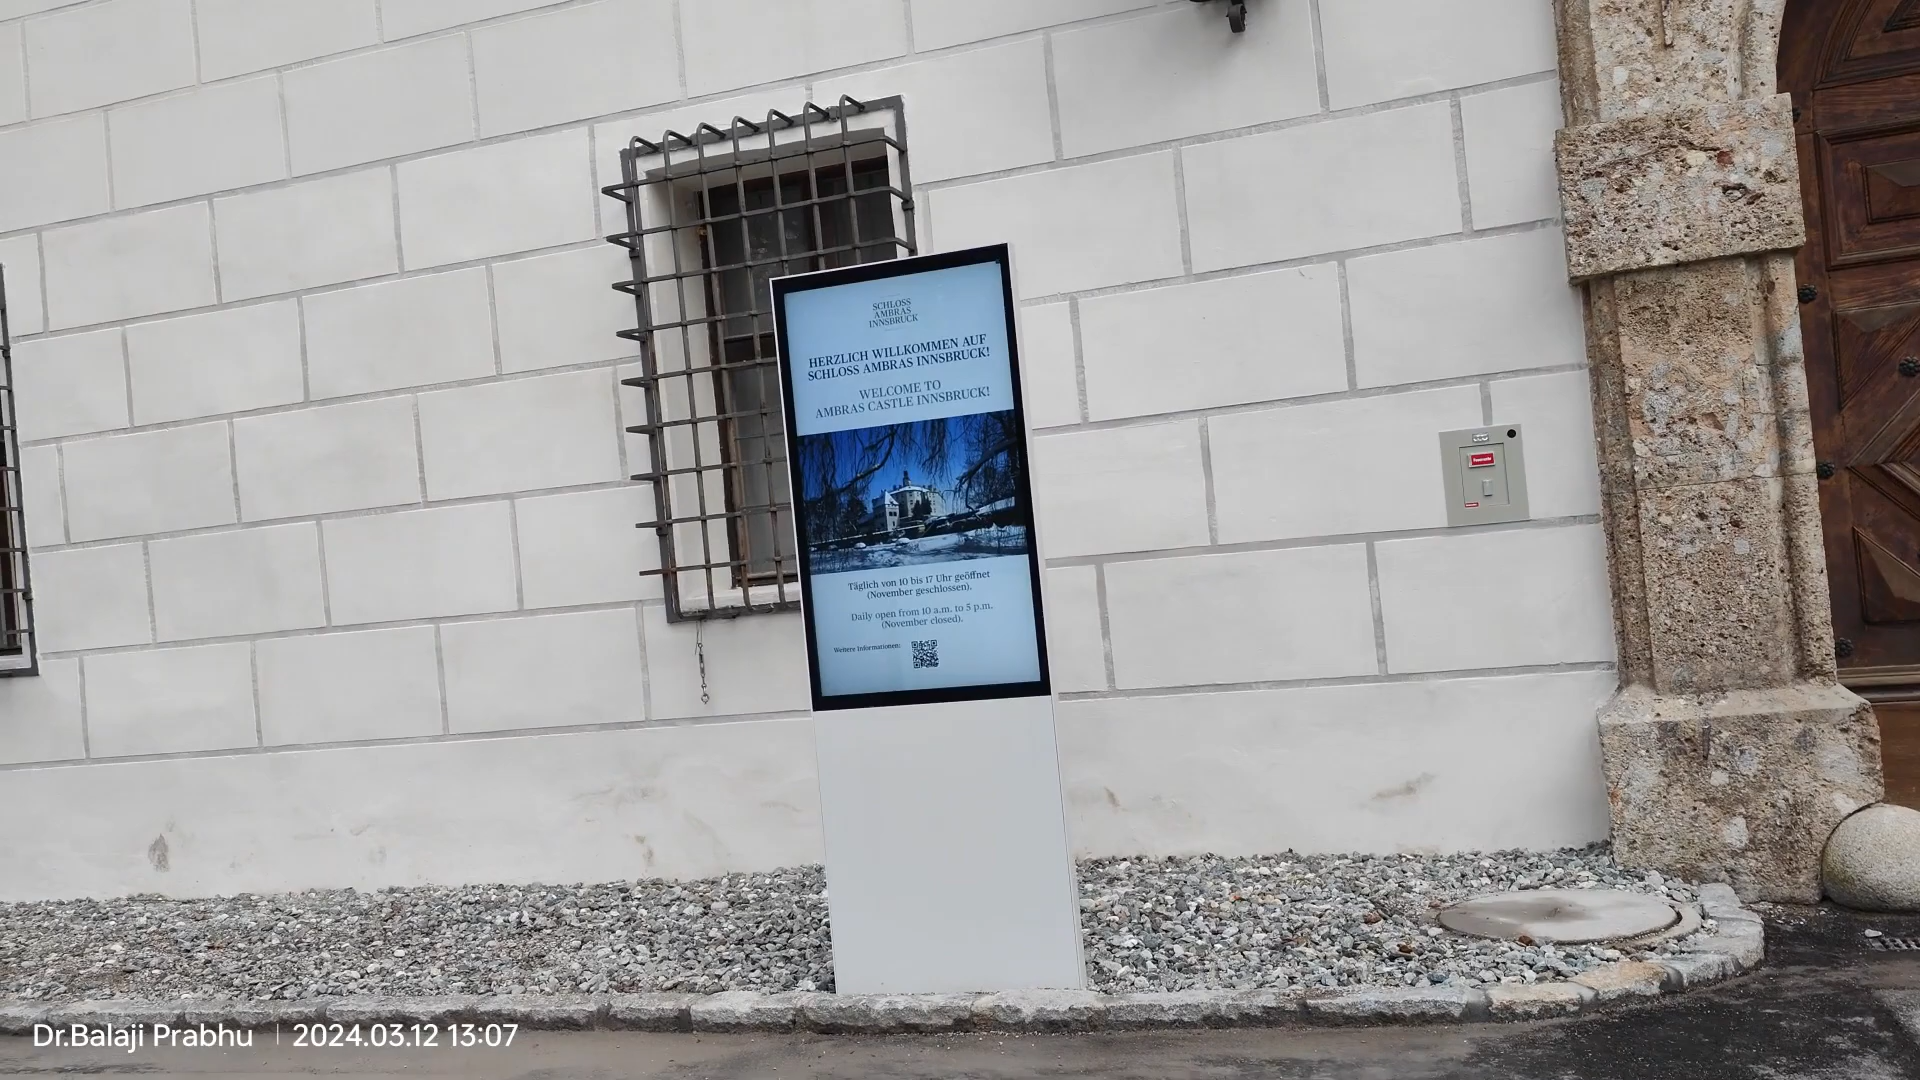 SCHLOSS
AMBRAS
INNSBRUCK
HERZLICH WILLKOMMEN AUF
SCHLOSS AMBRAS INNSBRUCK!
WELCOME TO
AMBRAS CASTLE INNSBRUCK!
Täglich von 10 bis 17 Uhr geöffnet
(November geschlossen).
Daily open from 10 a.m. to 5 p.m.
(November closed).
Weitere Informationen:
Dr.Balaji Prabhu | 2024.03.12 13:07